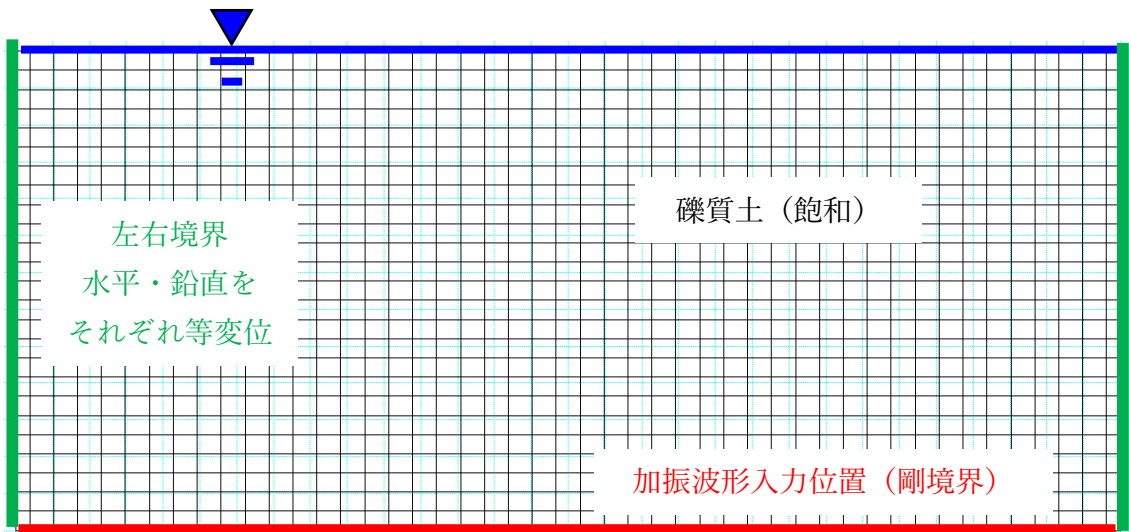 礫質土（飽和）
左右境界
水平・鉛直を
それぞれ等変位
加振波形入力位置（剛境界）